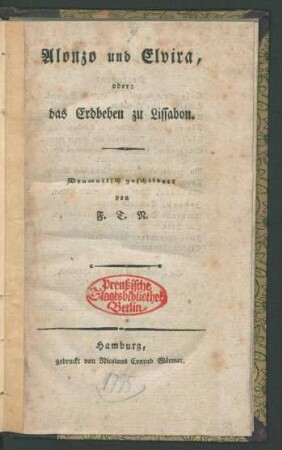 Alonzo und Elvira,
oder:
das Erdbeben zu Lissabon.
Dramatisch geschildert
von
F. T. N.
Preußische
Staatsbibliothek
Berlin
Hamburg,
gedruckt von Nicolaus Conrad Wörmer.
1795